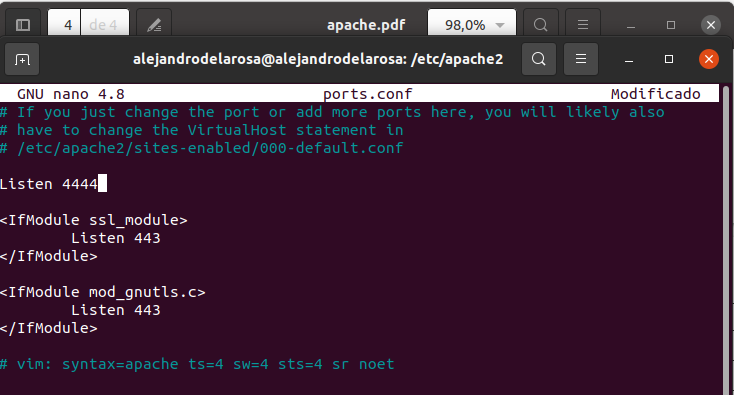 4 de 4 apache.pdf 98,0%
alejandrodelarosa@alejandrodelarosa: /etc/apache2
GNU nano 4.8 ports.conf Modificado
# If you just change the port or add more ports here, you will likely also
# have to change the VirtualHost statement in
# /etc/apache2/sites-enabled/000-default.conf
Listen 4444
<IfModule ssl_module>
Listen 443
</IfModule>
<IfModule mod_gnutls.c>
Listen 443
</IfModule>
# vim: syntax=apache ts=4 sw=4 sts=4 sr noet